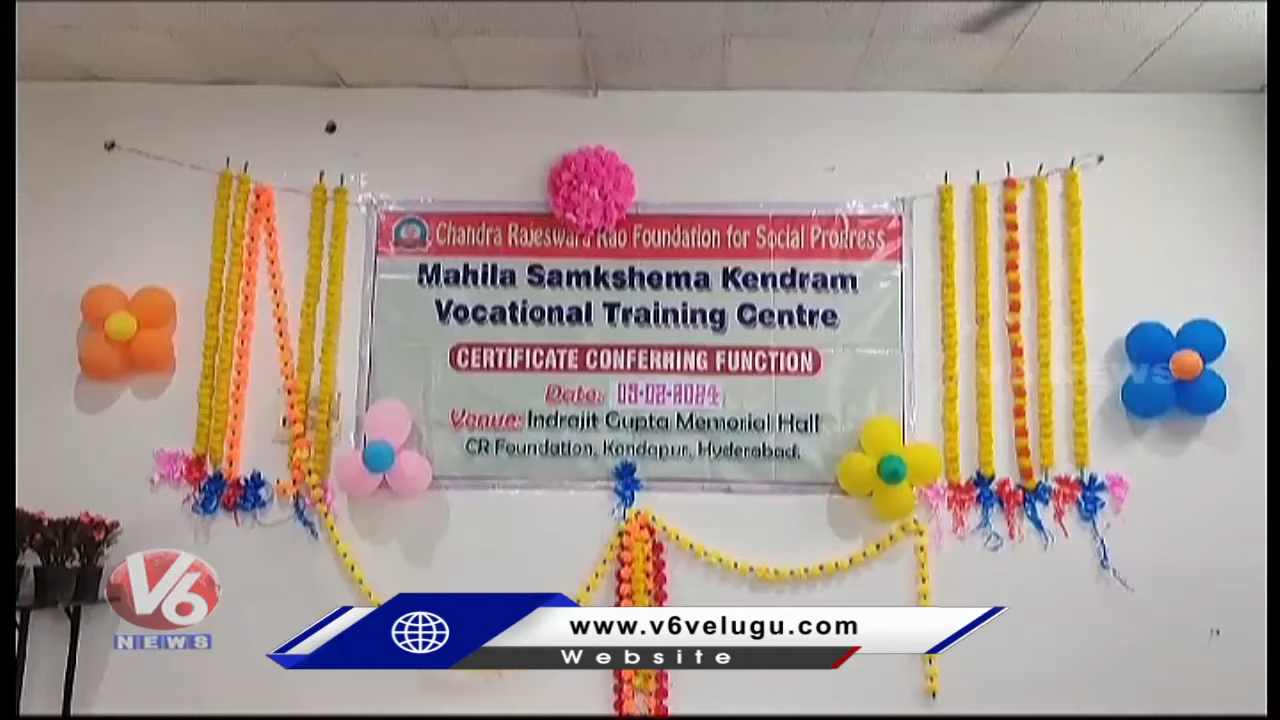 Chandra Rajeswara Rao Foundation for Social Progress
Mahila Samkshema Kendram
Vocational Training Centre
CERTIFICATE CONFERRING FUNCTION
Date:
Venue: Indrajit Gupta Memorial Hall
CR Foundation, Kondapur, Hyderabad.
V6
NEWS
www.v6velugu.com
Website